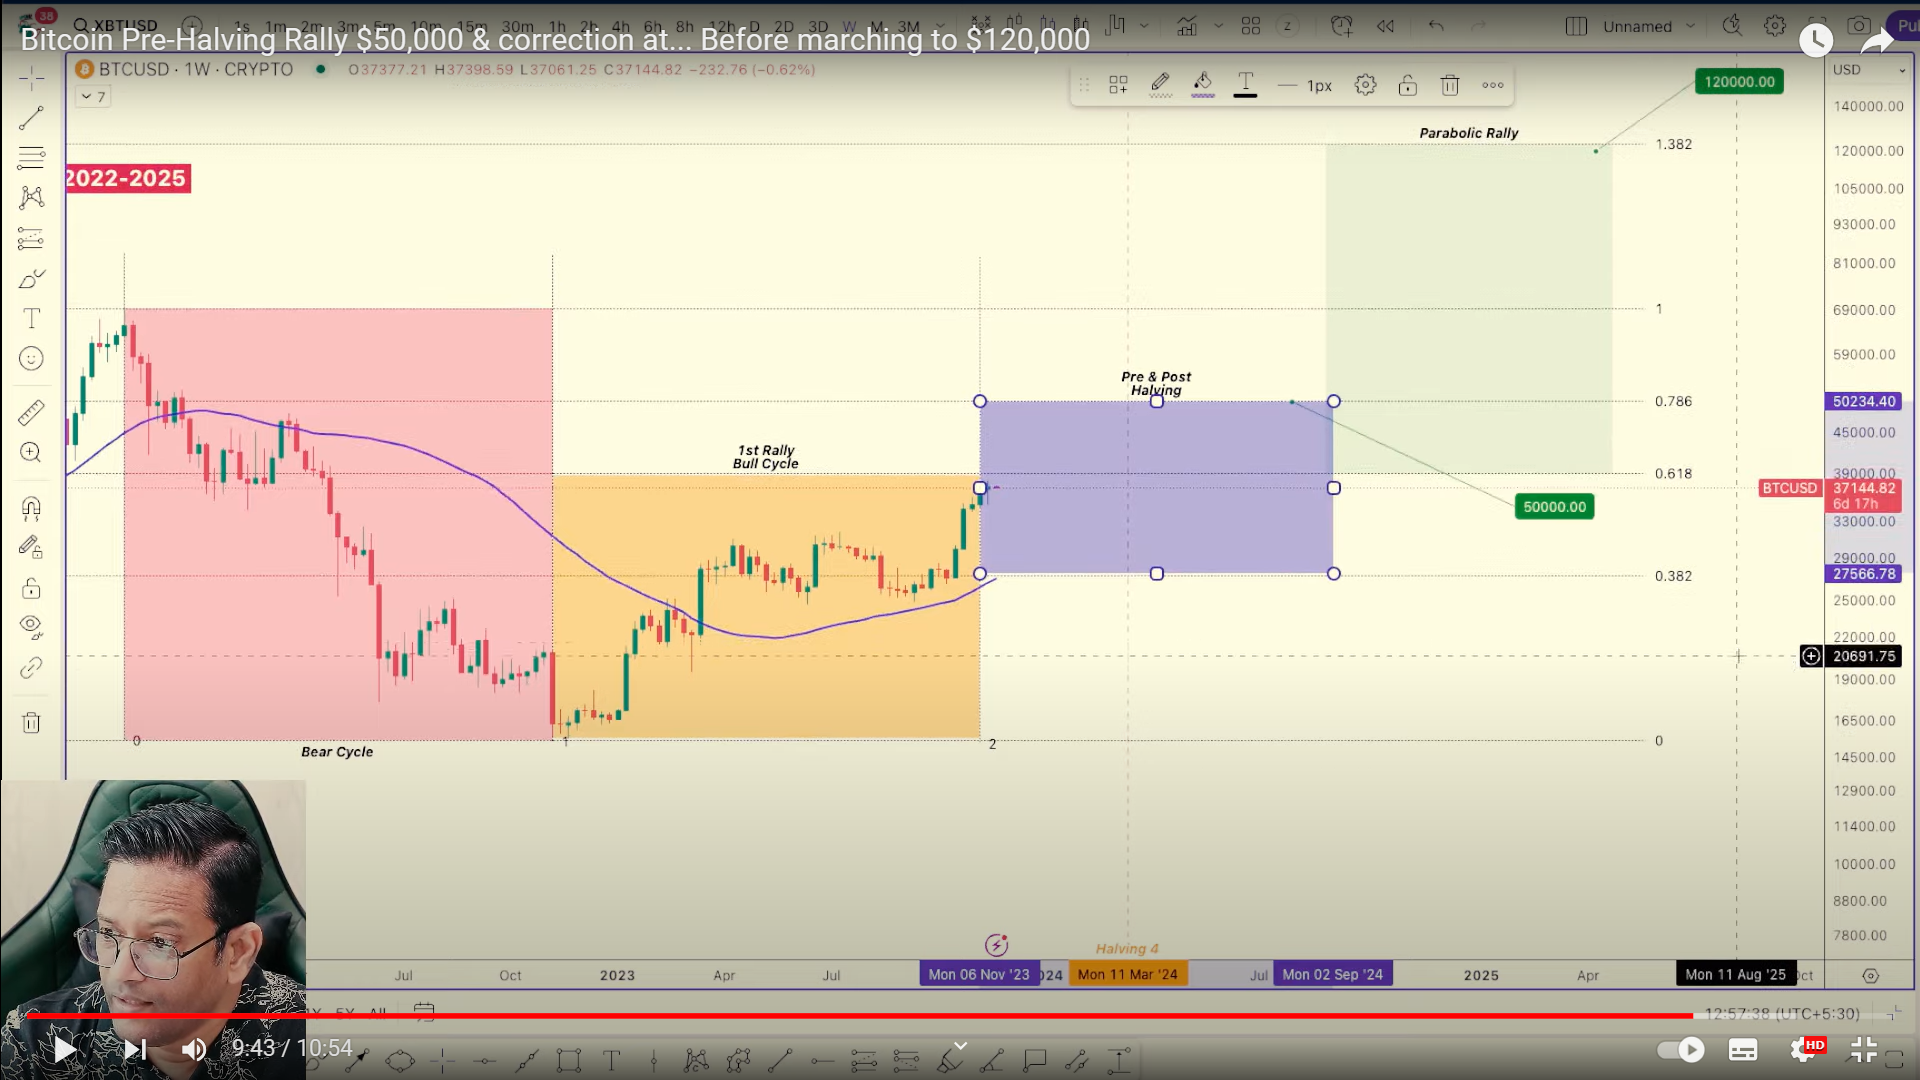 38
XBTUSD
1s 1m 2m 3m 5m 10m 15m 30m 1h 2h 4h 6h 8h 12h D 2D 3D W M 3M
Unnamed
Pu
Bitcoin Pre-Halving Rally $50,000 & correction at... Before marching to $120,000
BTCUSD · 1W · CRYPTO
O37377.21 H37398.59 L37061.25 C37144.82 −232.76 (−0.62%)
USD
7
1px
120000.00
140000.00
Parabolic Rally
1.382
120000.00
2022-2025
105000.00
93000.00
81000.00
1
69000.00
59000.00
Pre & Post
Halving
0.786
50234.40
45000.00
1st Rally
Bull Cycle
0.618
39000.00
BTCUSD
37144.82
6d 17h
50000.00
33000.00
29000.00
0.382
27566.78
25000.00
22000.00
20691.75
19000.00
16500.00
0
1
2
0
Bear Cycle
14500.00
12900.00
11400.00
10000.00
8800.00
7800.00
Halving 4
Jul
Oct
2023
Apr
Jul
Mon 06 Nov '23
024
Mon 11 Mar '24
Jul
Mon 02 Sep '24
2025
Apr
Mon 11 Aug '25
ct
5Y All
12:57:38 (UTC+5:30)
9:43 / 10:54
HD